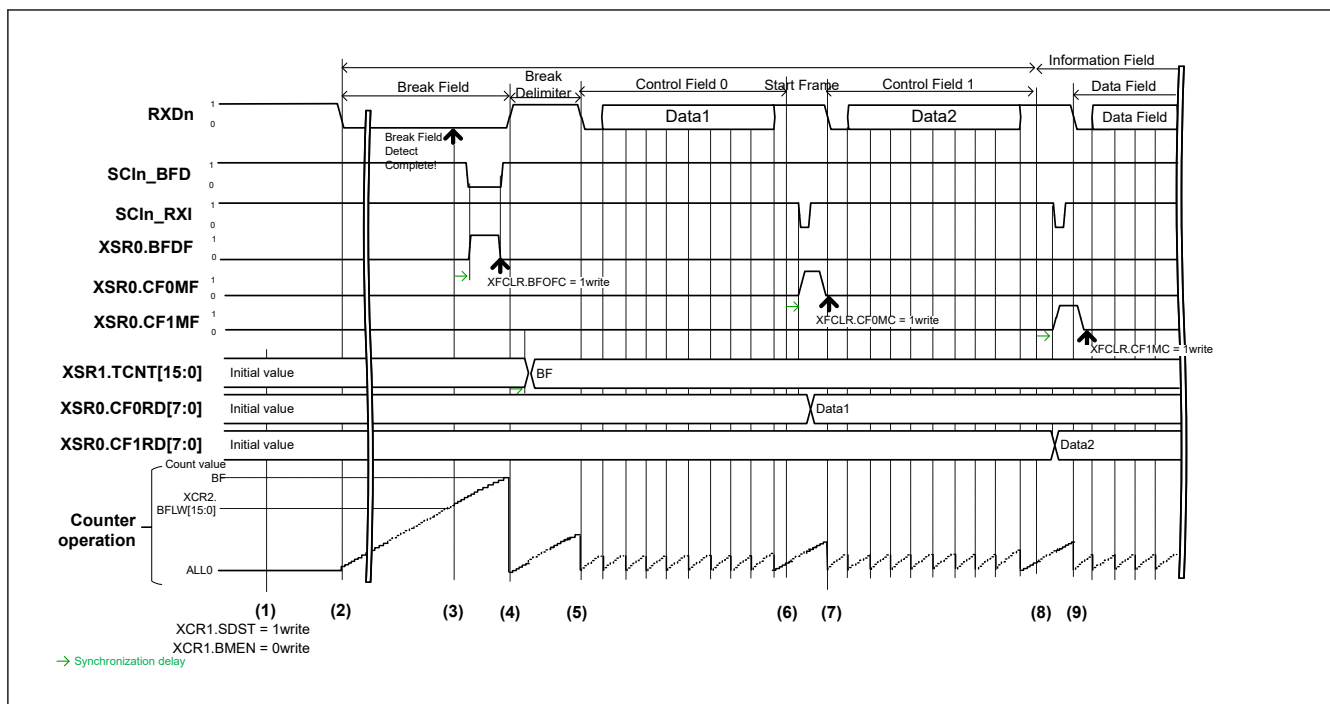 Information Field
Break Field
Break
Delimiter
Control Field 0
Start Frame
Control Field 1
Data Field
RXDn
1
0
Data1
Data2
Data Field
Break Field
Detect
Complete!
SCIn_BFD
1
0
SCIn_RXI
1
0
XSR0.BFDF
1
0
XFCLR.BFOFC = 1write
XSR0.CF0MF
1
0
XFCLR.CF0MC = 1write
XSR0.CF1MF
1
0
XFCLR.CF1MC = 1write
XSR1.TCNT[15:0]
Initial value
BF
XSR0.CF0RD[7:0]
Initial value
Data1
XSR0.CF1RD[7:0]
Initial value
Data2
Count value
BF
XCR2.
BFLW[15:0]
Counter
operation
ALL0
(1)
(2)
(3)
(4)
(5)
(6)
(7)
(8)
(9)
XCR1.SDST = 1write
XCR1.BMEN = 0write
Synchronization delay